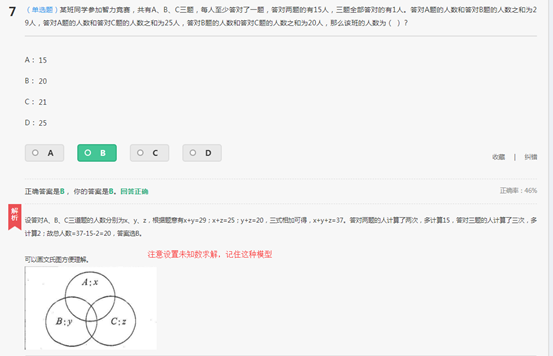 7
（单选题）某班同学参加智力竞赛，共有A、B、C三题，每人至少答对了一题，答对两题的有15人，三题全部答对的有1人。答对A题的人数和答对B题的人数之和为2
9人，答对A题的人数和答对C题的人数之和为25人，答对B题的人数和答对C题的人数之和为20人，那么该班的人数为（ ）？
A： 15
B： 20
C： 21
D： 25
A
B
C
D
收藏 | 纠错
正确答案是B， 你的答案是B。回答正确
正确率：46%
解析
设答对A、B、C三道题的人数分别为x、y、z，根据题意有x+y=29；x+z=25；y+z=20，三式相加可得，x+y+z=37。答对两题的人计算了两次，多计算15，答对三题的人计算了三次，多
计算2；故总人数=37-15-2=20，答案选B。
注意设置未知数求解，记住这种模型
可以画文氏图方便理解。
A;x
B;y
C;z